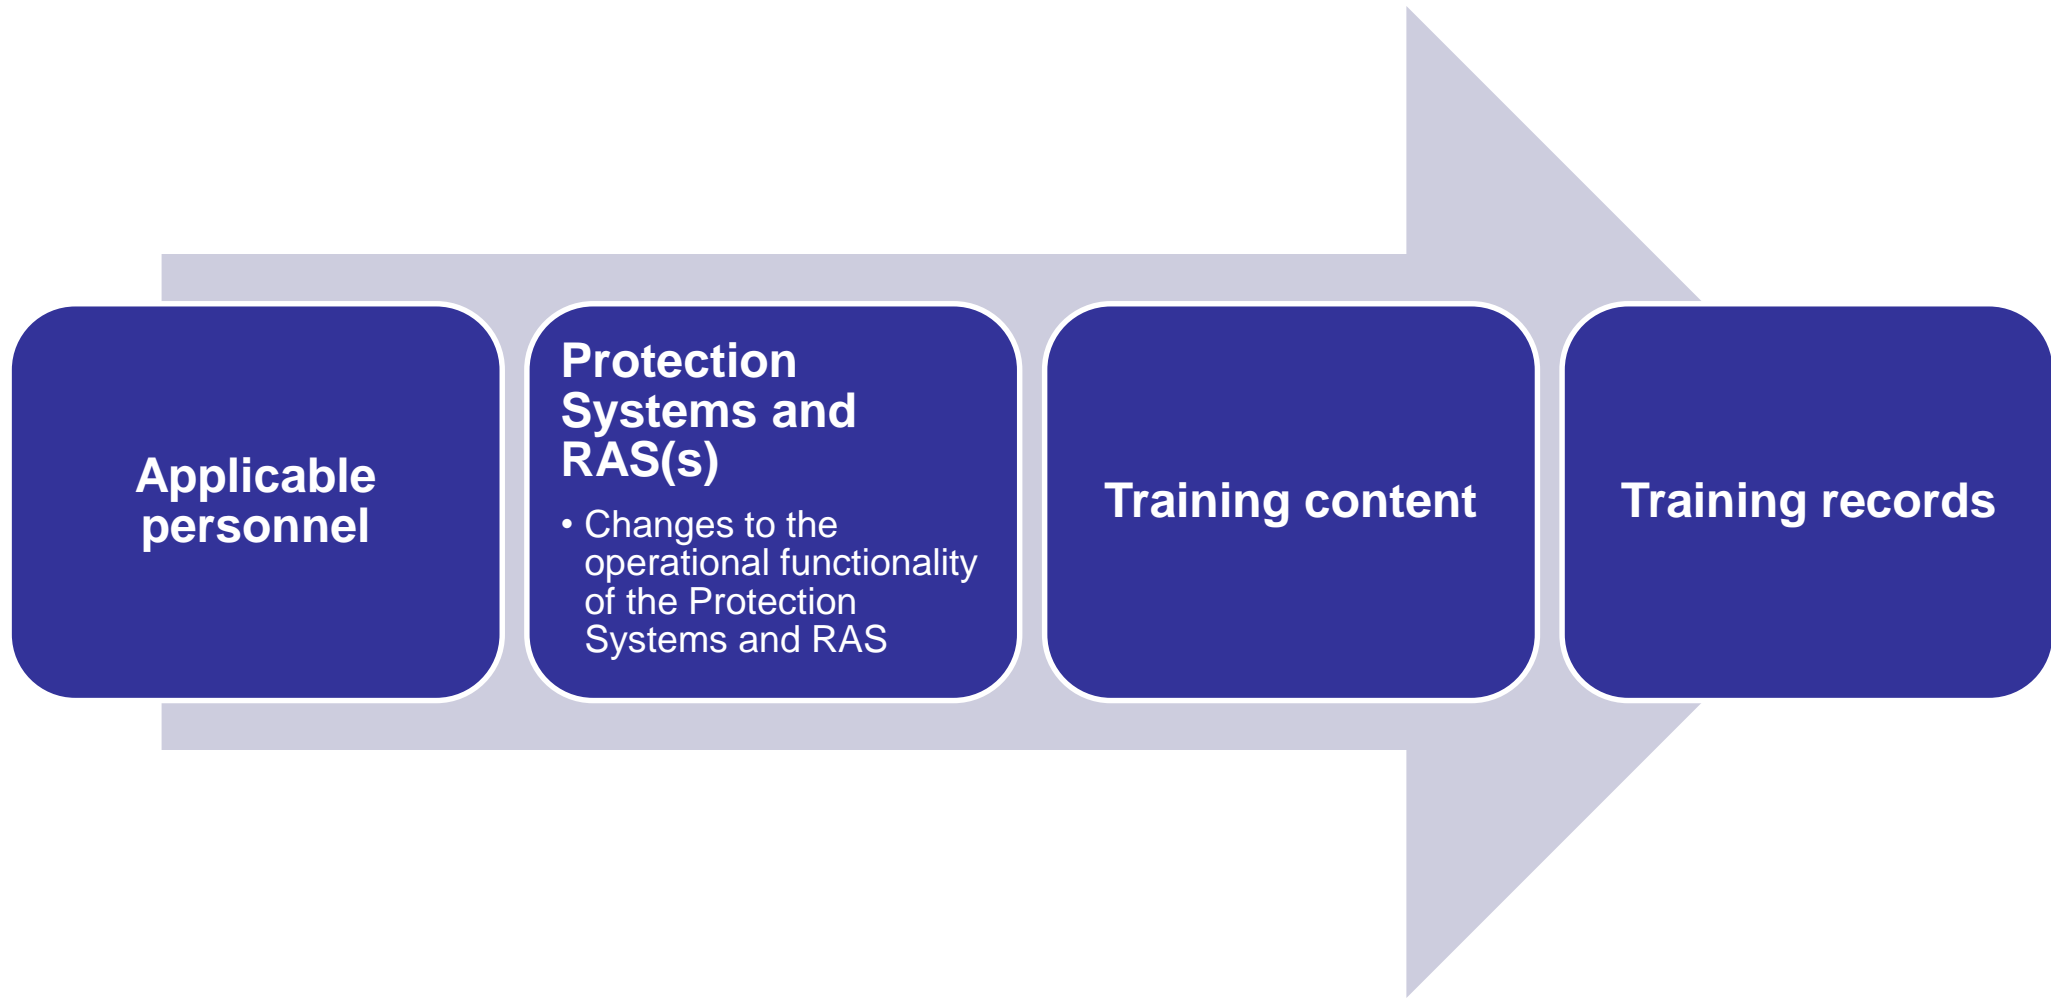 Applicable
personnel
Protection
Systems and
RAS(s)
• Changes to the
operational functionality
of the Protection
Systems and RAS
Training content
Training records